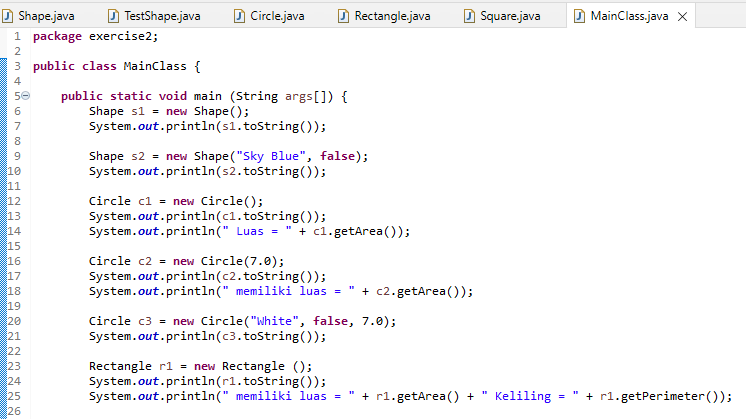 Shape.java TestShape.java Circle.java Rectangle.java Square.java MainClass.java
1 package exercise2;
2
3 public class MainClass {
4
5 public static void main (String args[]) {
6 Shape s1 = new Shape();
7 System.out.println(s1.toString());
8
9 Shape s2 = new Shape("Sky Blue", false);
10 System.out.println(s2.toString());
11
12 Circle c1 = new Circle();
13 System.out.println(c1.toString());
14 System.out.println(" Luas = " + c1.getArea());
15
16 Circle c2 = new Circle(7.0);
17 System.out.println(c2.toString());
18 System.out.println(" memiliki luas = " + c2.getArea());
19
20 Circle c3 = new Circle("White", false, 7.0);
21 System.out.println(c3.toString());
22
23 Rectangle r1 = new Rectangle ();
24 System.out.println(r1.toString());
25 System.out.println(" memiliki luas = " + r1.getArea() + " Keliling = " + r1.getPerimeter());
26